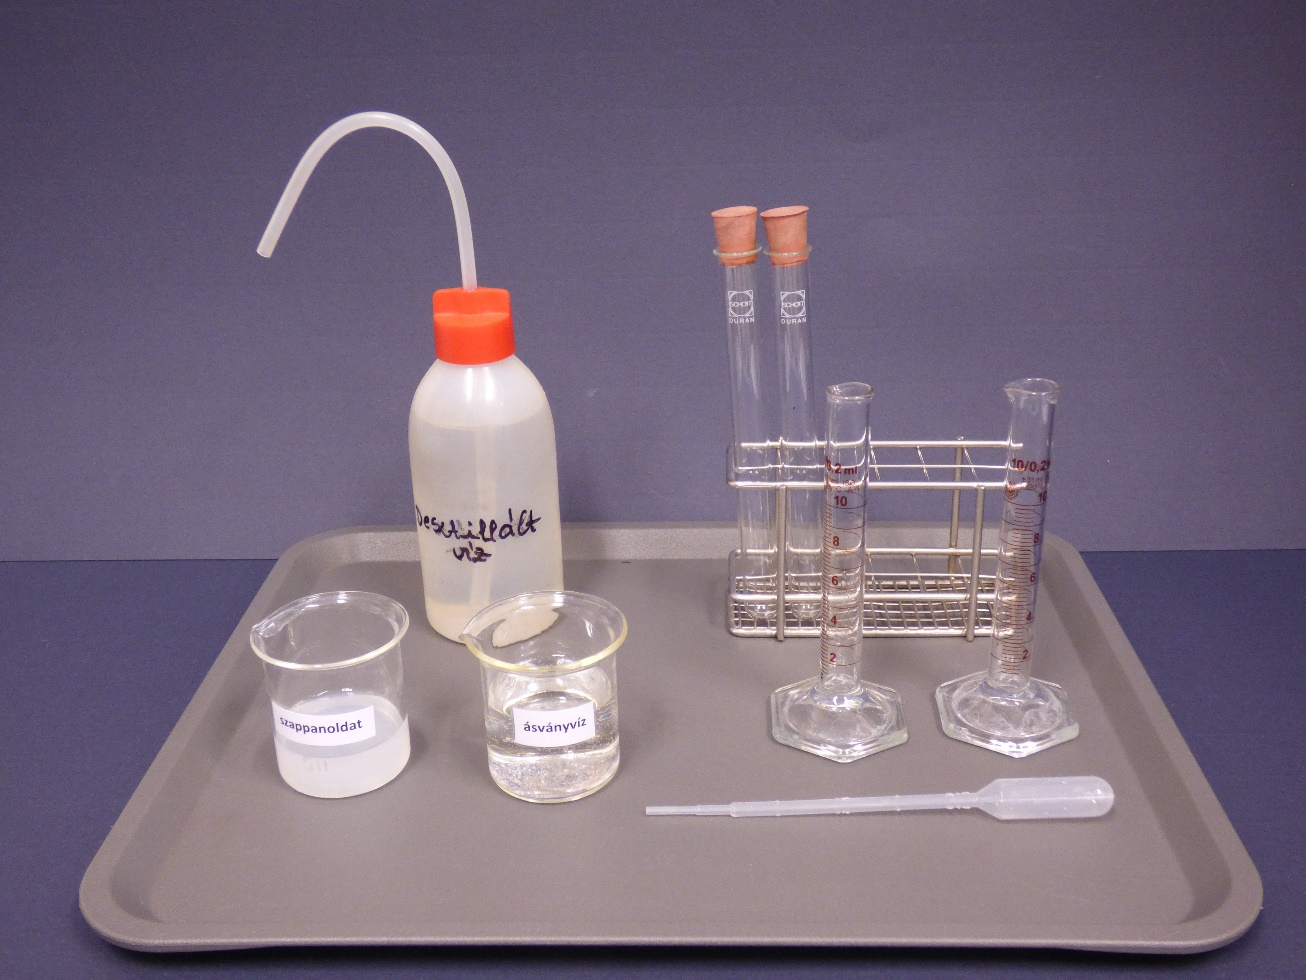 Desztillált
víz
szappanoldat
ásványvíz
SCHOTT
DURAN
SCHOTT
DURAN
10
8
6
4
2
10/0,2
10
8
6
4
2